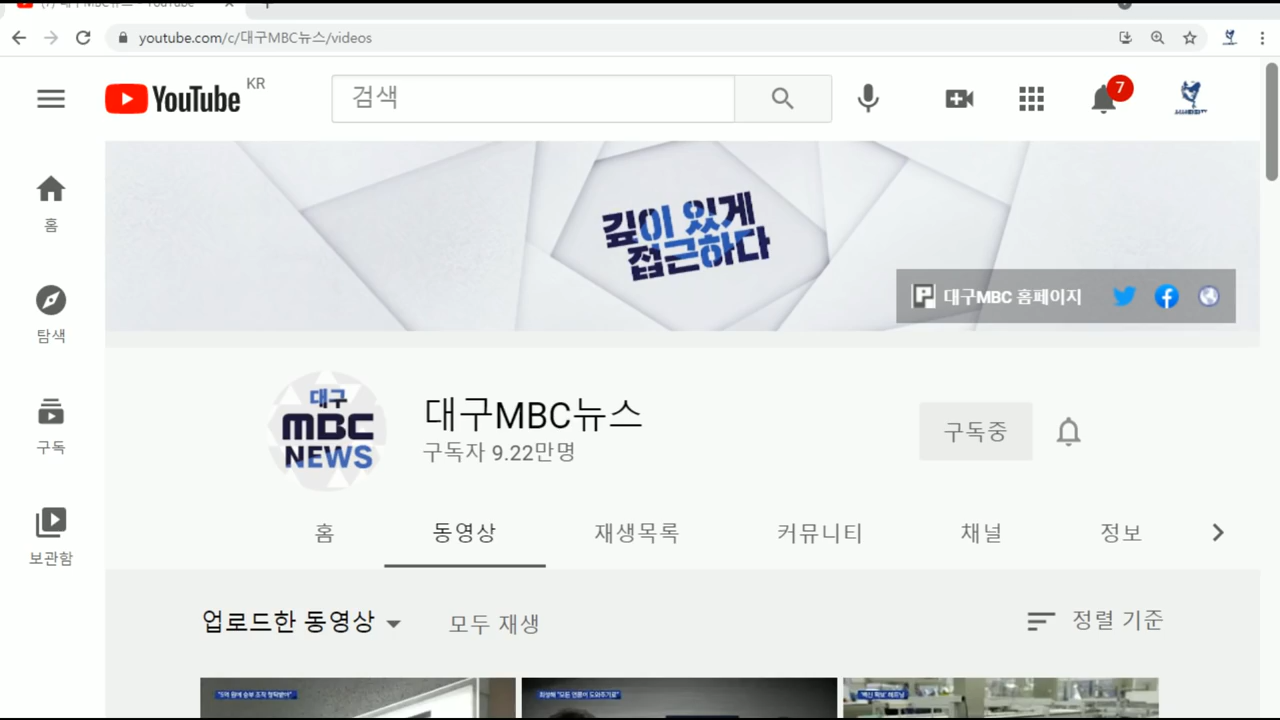 youtube.com/c/대구MBC뉴스/videos
YouTube KR
검색
7
홈
탐색
구독
보관함
깊이 있게
접근하다
대구MBC 홈페이지
대구
MBC
NEWS
대구MBC뉴스
구독자 9.22만명
구독중
홈 동영상 재생목록 커뮤니티 채널 정보
업로드한 동영상 모두 재생 정렬 기준